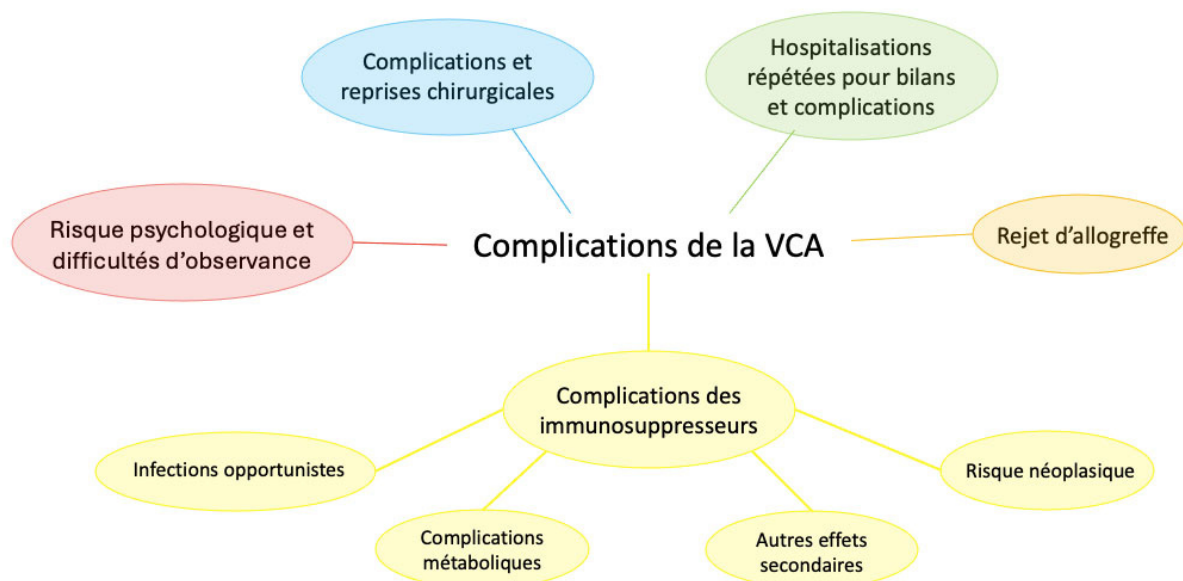 Complications et
reprises chirurgicales
Hospitalisations
répétées pour bilans
et complications
Risque psychologique et
difficultés d'observance
Complications de la VCA
Rejet d'allogreffe
Complications des
immunosuppresseurs
Infections opportunistes
Risque néoplasique
Complications
métaboliques
Autres effets
secondaires